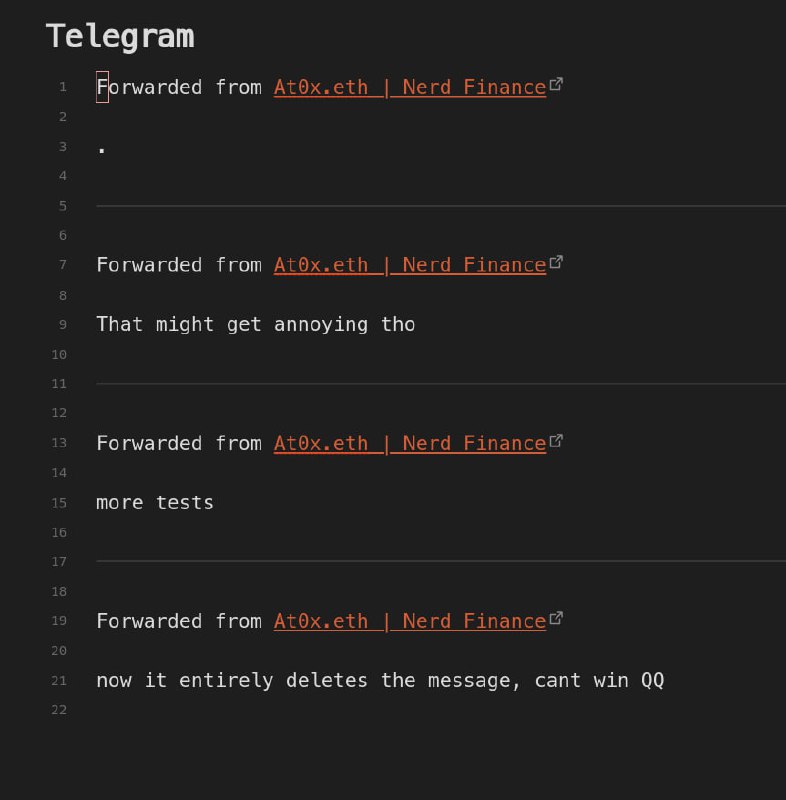 Telegram
1 Forwarded from At0x.eth | Nerd Finance
2
3 .
4
5
6
7 Forwarded from At0x.eth | Nerd Finance
8
9 That might get annoying tho
10
11
12
13 Forwarded from At0x.eth | Nerd Finance
14
15 more tests
16
17
18
19 Forwarded from At0x.eth | Nerd Finance
20
21 now it entirely deletes the message, cant win QQ
22